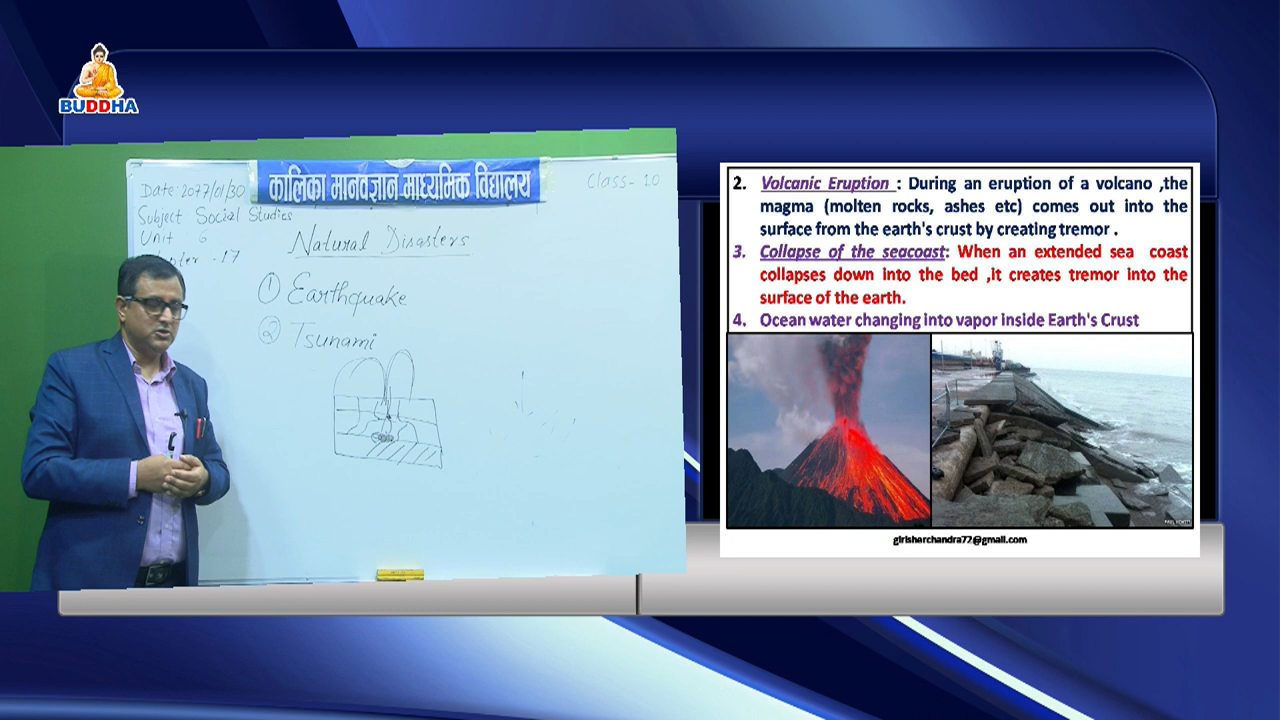 BUDDHA
Date: 2077/01/30
कालिका मानवज्ञान माध्यमिक विद्यालय
Class- 10
Subject Social Studies
Unit 6
17
Natural Disasters
① Earthquake
② Tsunami
2. Volcanic Eruption : During an eruption of a volcano ,the
magma (molten rocks, ashes etc) comes out into the
surface from the earth's crust by creating tremor .
3. Collapse of the seacoast: When an extended sea coast
collapses down into the bed ,it creates tremor into the
surface of the earth.
4. Ocean water changing into vapor inside Earth's Crust
girisharchandra72@gmail.com